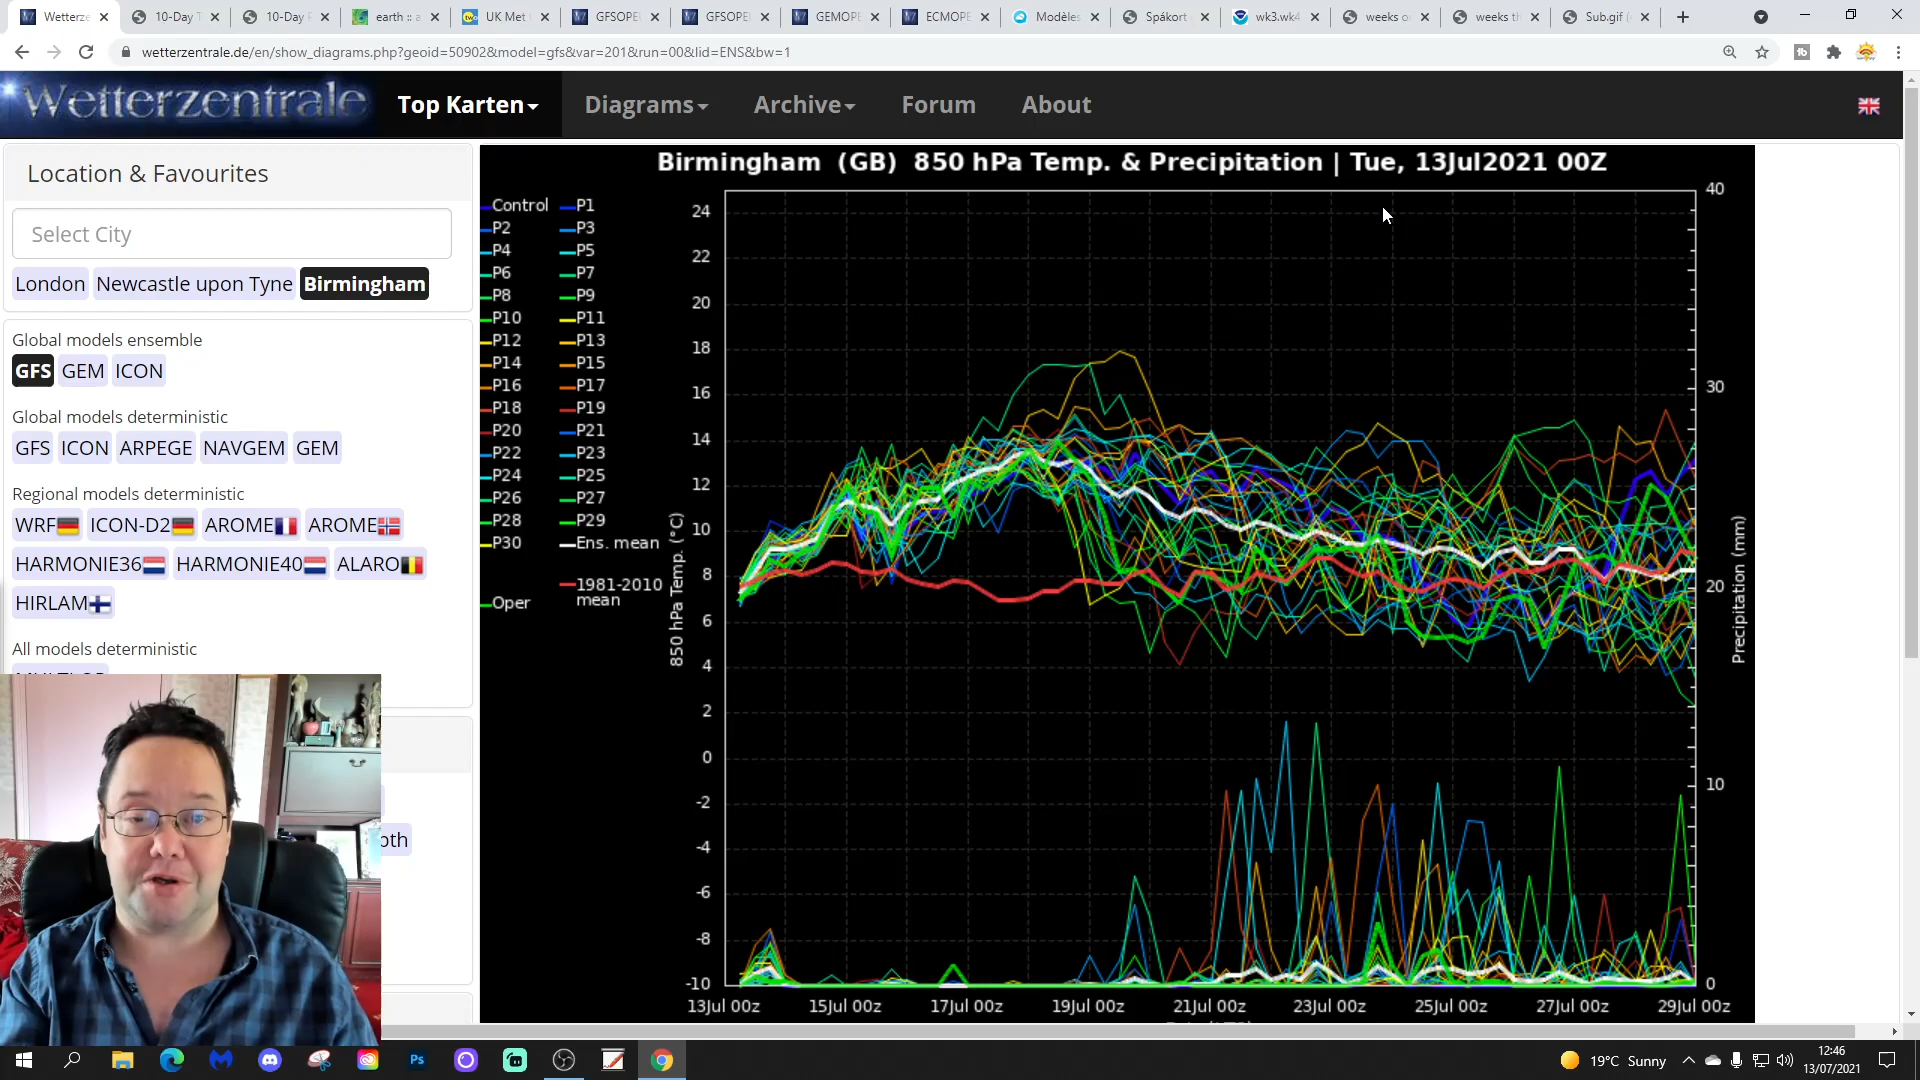 Wetterze
10-Day T
10-Day P
earth :: a
UK Met
GFSOPE
GFSOPE
GEMOPE
ECMOPE
Modèles
Spákort
wk3.wk4
weeks o
weeks th
Sub.gif (
wetterzentrale.de/en/show_diagrams.php?geoid=50902&model=gfs&var=201&run=00&lid=ENS&bw=1
Wetterzentrale
Top Karten
Diagrams
Archive
Forum
About
Location & Favourites
Select City
London Newcastle upon Tyne Birmingham
Global models ensemble
GFS GEM ICON
Global models deterministic
GFS ICON ARPEGE NAVGEM GEM
Regional models deterministic
WRF ICON-D2 AROME AROME
HARMONIE36 HARMONIE40 ALARO
HIRLAM
All models deterministic
oth
Birmingham (GB) 850 hPa Temp. & Precipitation | Tue, 13Jul2021 00Z
Control P1
P2 P3
P4 P5
P6 P7
P8 P9
P10 P11
P12 P13
P14 P15
P16 P17
P18 P19
P20 P21
P22 P23
P24 P25
P26 P27
P28 P29
P30 Ens. mean
1981-2010
mean
Oper
850 hPa Temp. (°C)
24
22
20
18
16
14
12
10
8
6
4
2
0
-2
-4
-6
-8
-10
40
30
20
10
0
Precipitation (mm)
13Jul 00z 15Jul 00z 17Jul 00z 19Jul 00z 21Jul 00z 23Jul 00z 25Jul 00z 27Jul 00z 29Jul 00z
Ps
19°C Sunny
12:46
13/07/2021